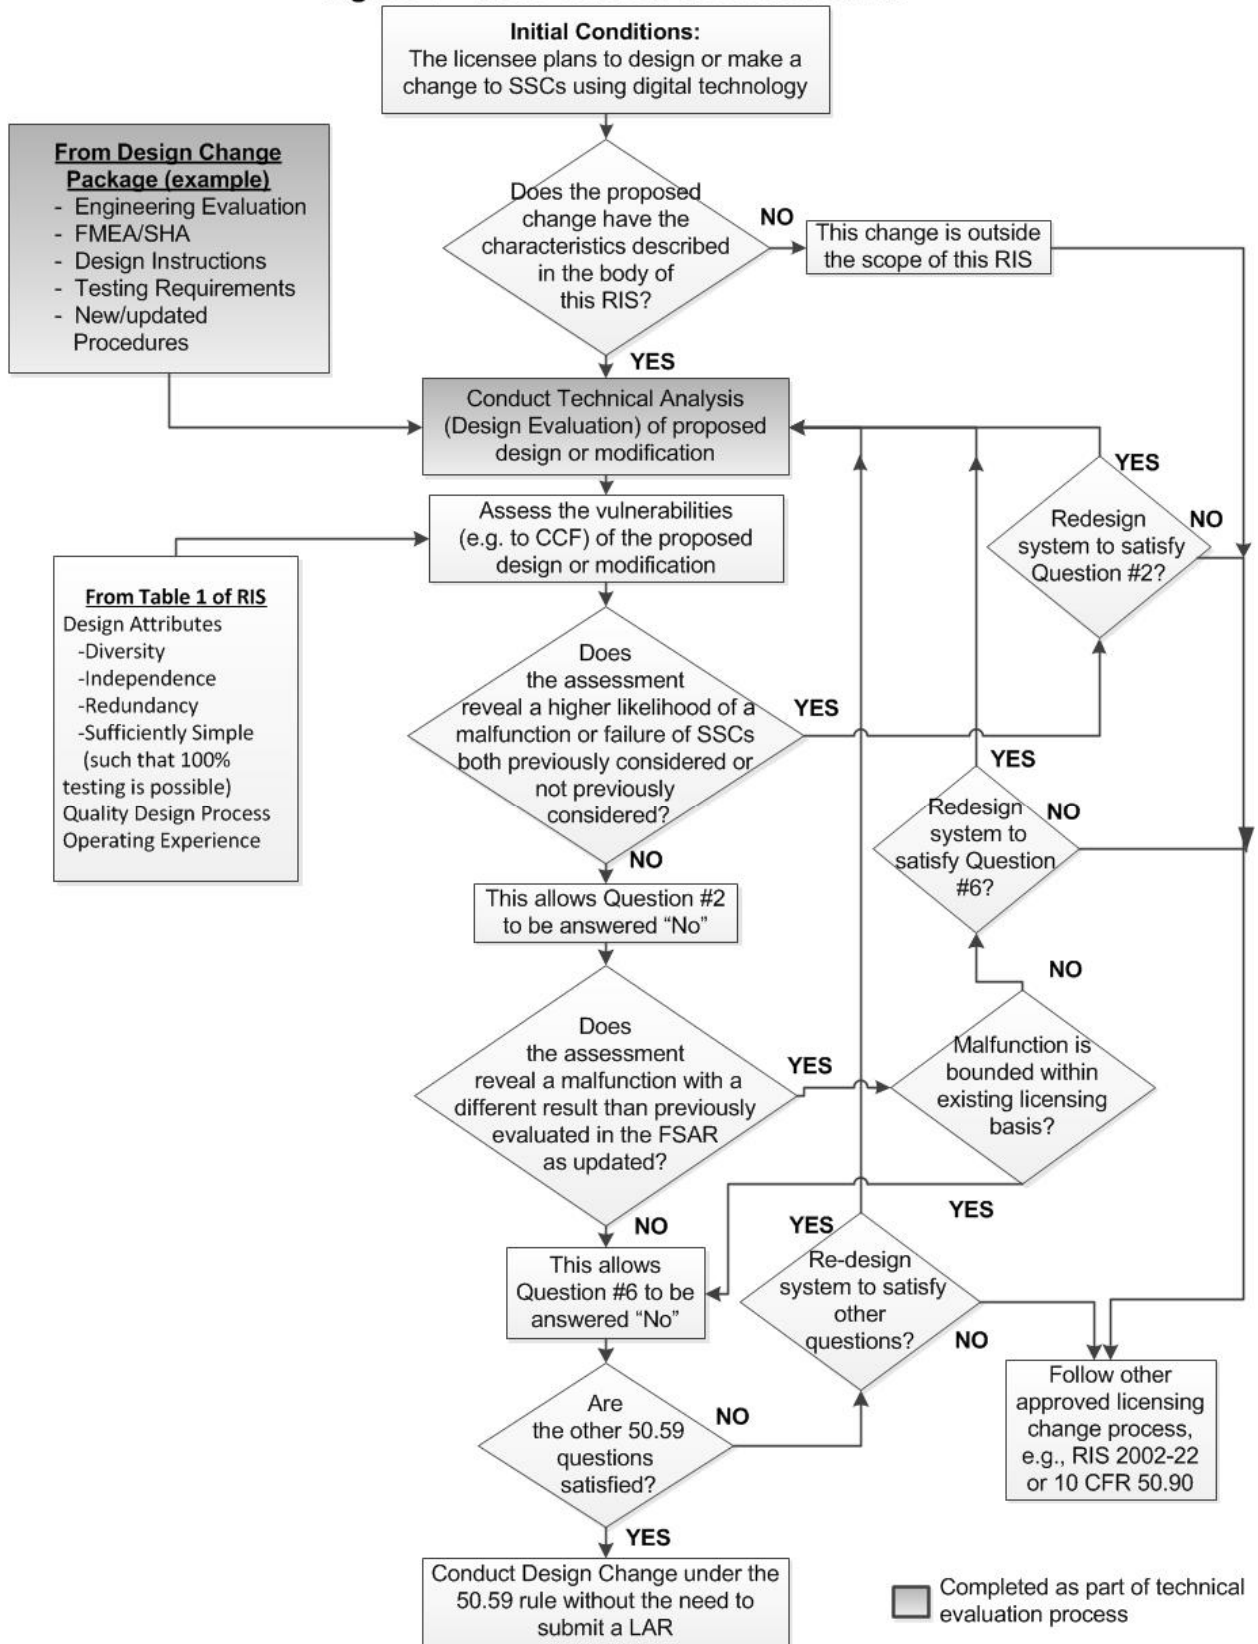 Initial Conditions:
The licensee plans to design or make a
change to SSCs using digital technology
From Design Change
Package (example)
- Engineering Evaluation
- FMEA/SHA
- Design Instructions
- Testing Requirements
- New/updated
Procedures
Does the proposed
change have the
characteristics described
in the body of
this RIS?
NO
This change is outside
the scope of this RIS
YES
Conduct Technical Analysis
(Design Evaluation) of proposed
design or modification
Assess the vulnerabilities
(e.g. to CCF) of the proposed
design or modification
From Table 1 of RIS
Design Attributes
-Diversity
-Independence
-Redundancy
-Sufficiently Simple
(such that 100%
testing is possible)
Quality Design Process
Operating Experience
YES
Redesign
system to satisfy
Question #2?
NO
Does
the assessment
reveal a higher likelihood of a
malfunction or failure of SSCs
both previously considered or
not previously
considered?
YES
NO
YES
Redesign
system to
satisfy Question
#6?
NO
This allows Question #2
to be answered “No”
Does
the assessment
reveal a malfunction with a
different result than previously
evaluated in the FSAR
as updated?
YES
NO
NO
Malfunction is
bounded within
existing licensing
basis?
YES
This allows
Question #6 to be
answered “No”
YES
Re-design
system to satisfy
other
questions?
NO
Are
the other 50.59
questions
satisfied?
NO
YES
Follow other
approved licensing
change process,
e.g., RIS 2002-22
or 10 CFR 50.90
Conduct Design Change under the
50.59 rule without the need to
submit a LAR
Completed as part of technical
evaluation process